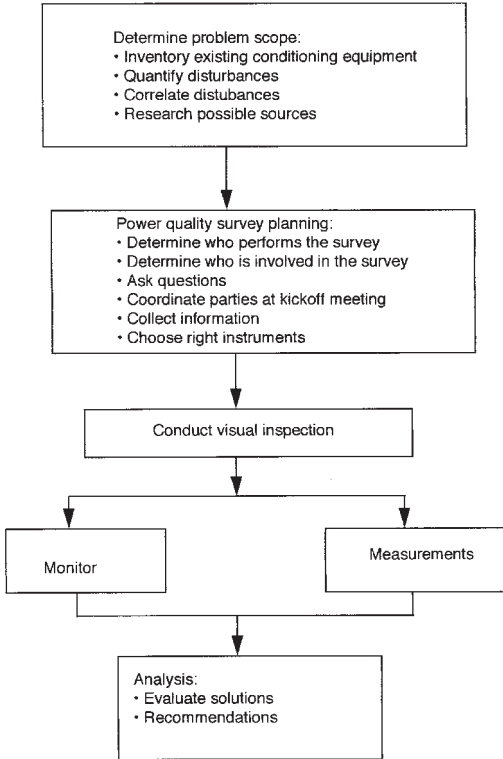 Determine problem scope:
• Inventory existing conditioning equipment
• Quantify disturbances
• Correlate distubances
• Research possible sources
Power quality survey planning:
• Determine who performs the survey
• Determine who is involved in the survey
• Ask questions
• Coordinate parties at kickoff meeting
• Collect information
• Choose right instruments
Conduct visual inspection
Monitor
Measurements
Analysis:
• Evaluate solutions
• Recommendations